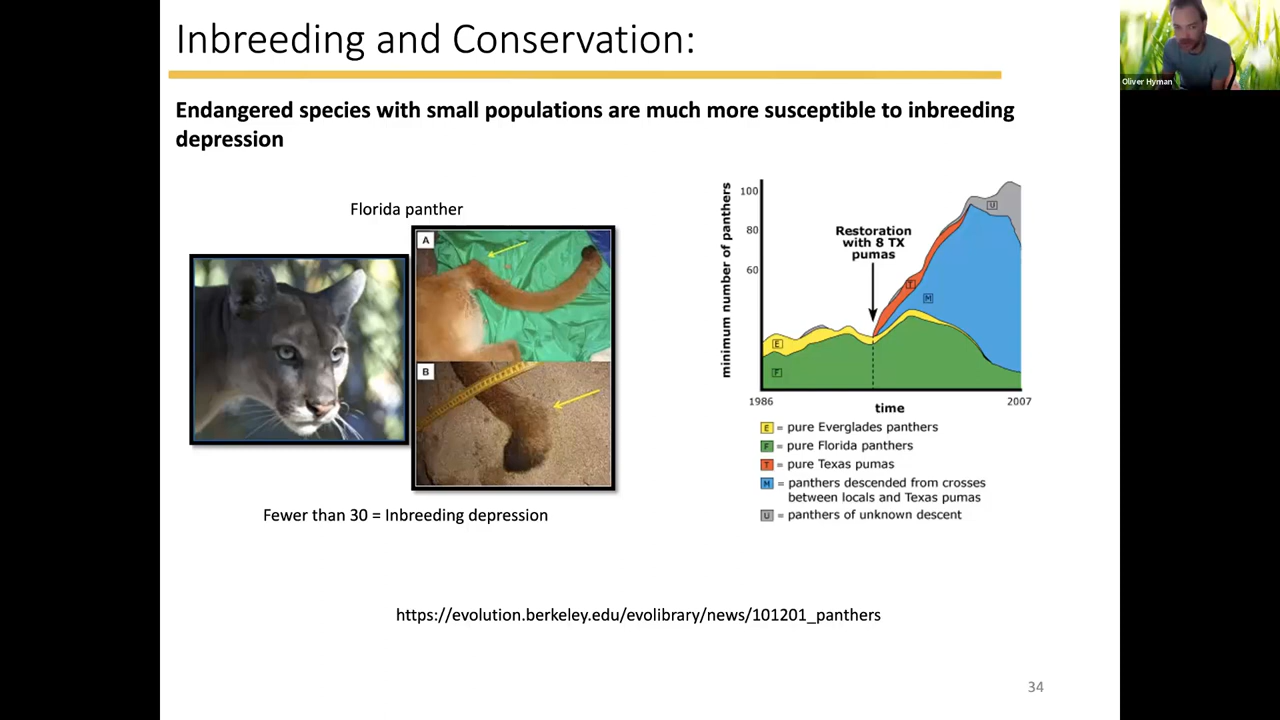 Inbreeding and Conservation:
Oliver Hyman
Endangered species with small populations are much more susceptible to inbreeding
depression
Florida panther
A
B
Fewer than 30 = Inbreeding depression
minimum number of panthers
100
80
60
Restoration
with 8 TX
pumas
U
T
M
E
F
1986
2007
time
E = pure Everglades panthers
F = pure Florida panthers
T = pure Texas pumas
M = panthers descended from crosses
between locals and Texas pumas
U = panthers of unknown descent
https://evolution.berkeley.edu/evolibrary/news/101201_panthers
34